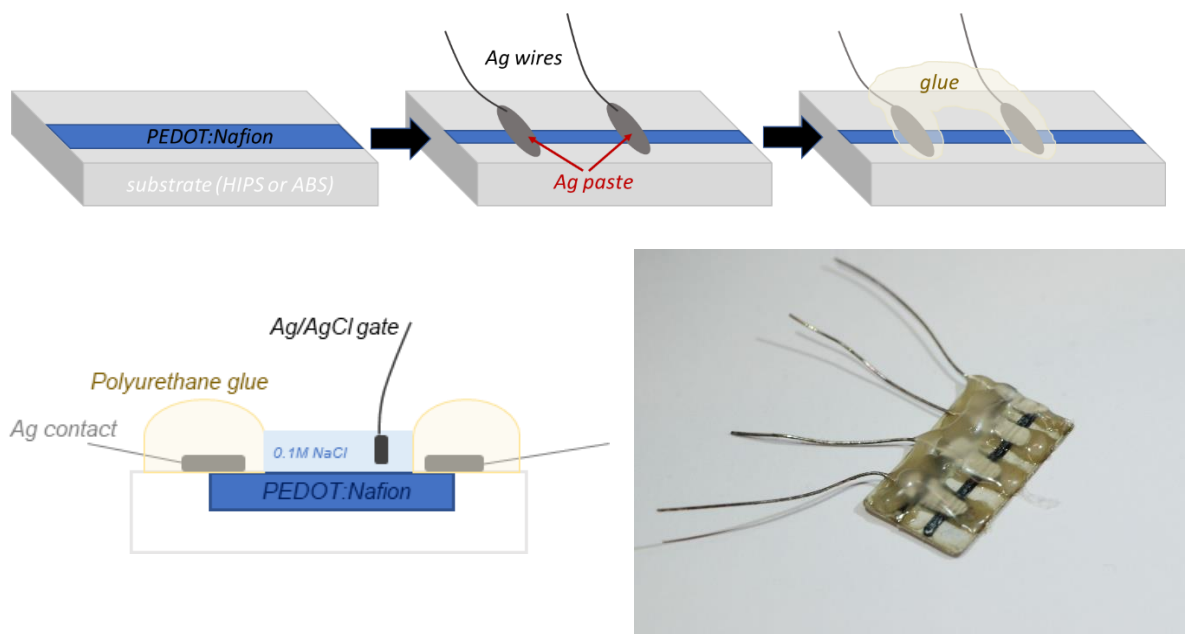 PEDOT:Nafion
substrate (HIPS or ABS)
Ag wires
Ag paste
glue
Ag/AgCl gate
Polyurethane glue
Ag contact
0.1M NaCl
PEDOT:Nafion